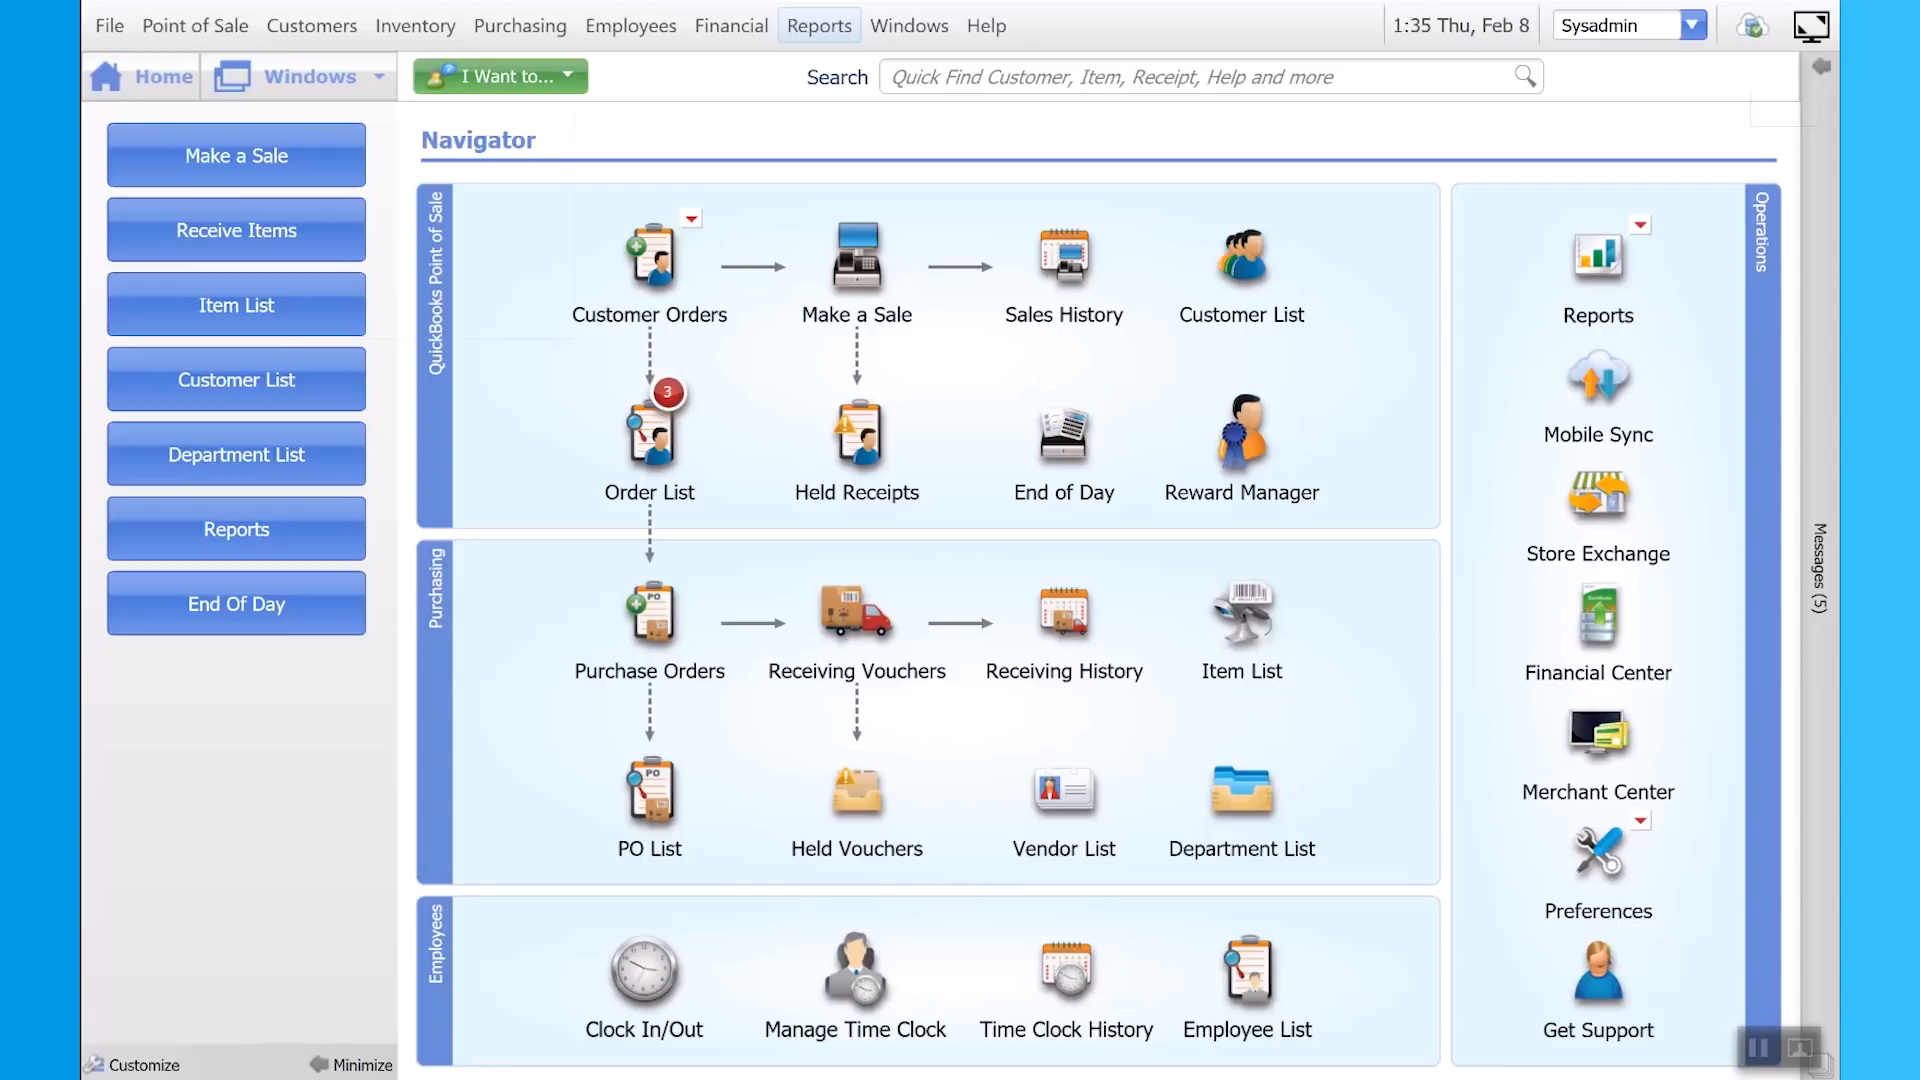 File Point of Sale Customers Inventory Purchasing Employees Financial Reports Windows Help 1:35 Thu, Feb 8 Sysadmin
Home Windows I Want to... Search Quick Find Customer, Item, Receipt, Help and more
Make a Sale
Receive Items
Item List
Customer List
Department List
Reports
End Of Day
Customize Minimize
Navigator
QuickBooks Point of Sale
Customer Orders Make a Sale Sales History Customer List
3
Order List Held Receipts End of Day Reward Manager
Purchasing
PO
Purchase Orders Receiving Vouchers Receiving History Item List
PO
PO List Held Vouchers Vendor List Department List
Employees
Clock In/Out Manage Time Clock Time Clock History Employee List
Operations
Reports
Mobile Sync
Store Exchange
Financial Center
Merchant Center
Preferences
Get Support
Messages (5)